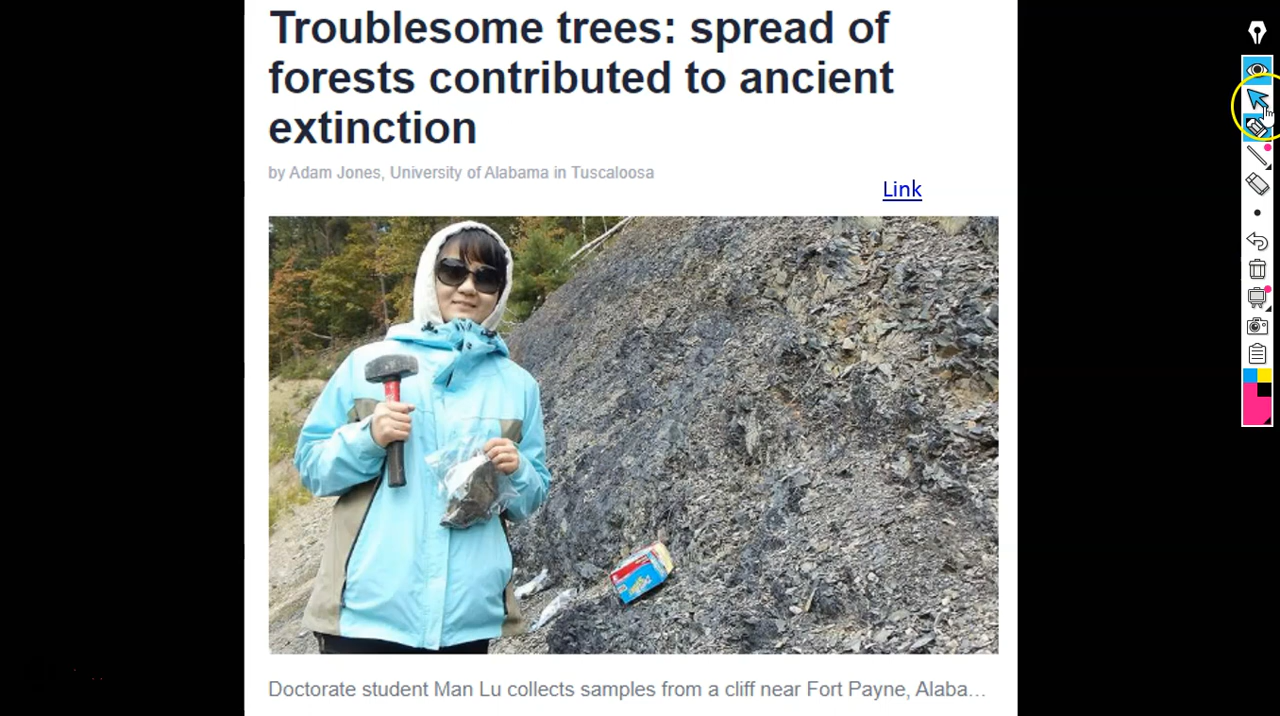 Troublesome trees: spread of
forests contributed to ancient
extinction
by Adam Jones, University of Alabama in Tuscaloosa
Link
Doctorate student Man Lu collects samples from a cliff near Fort Payne, Alaba...